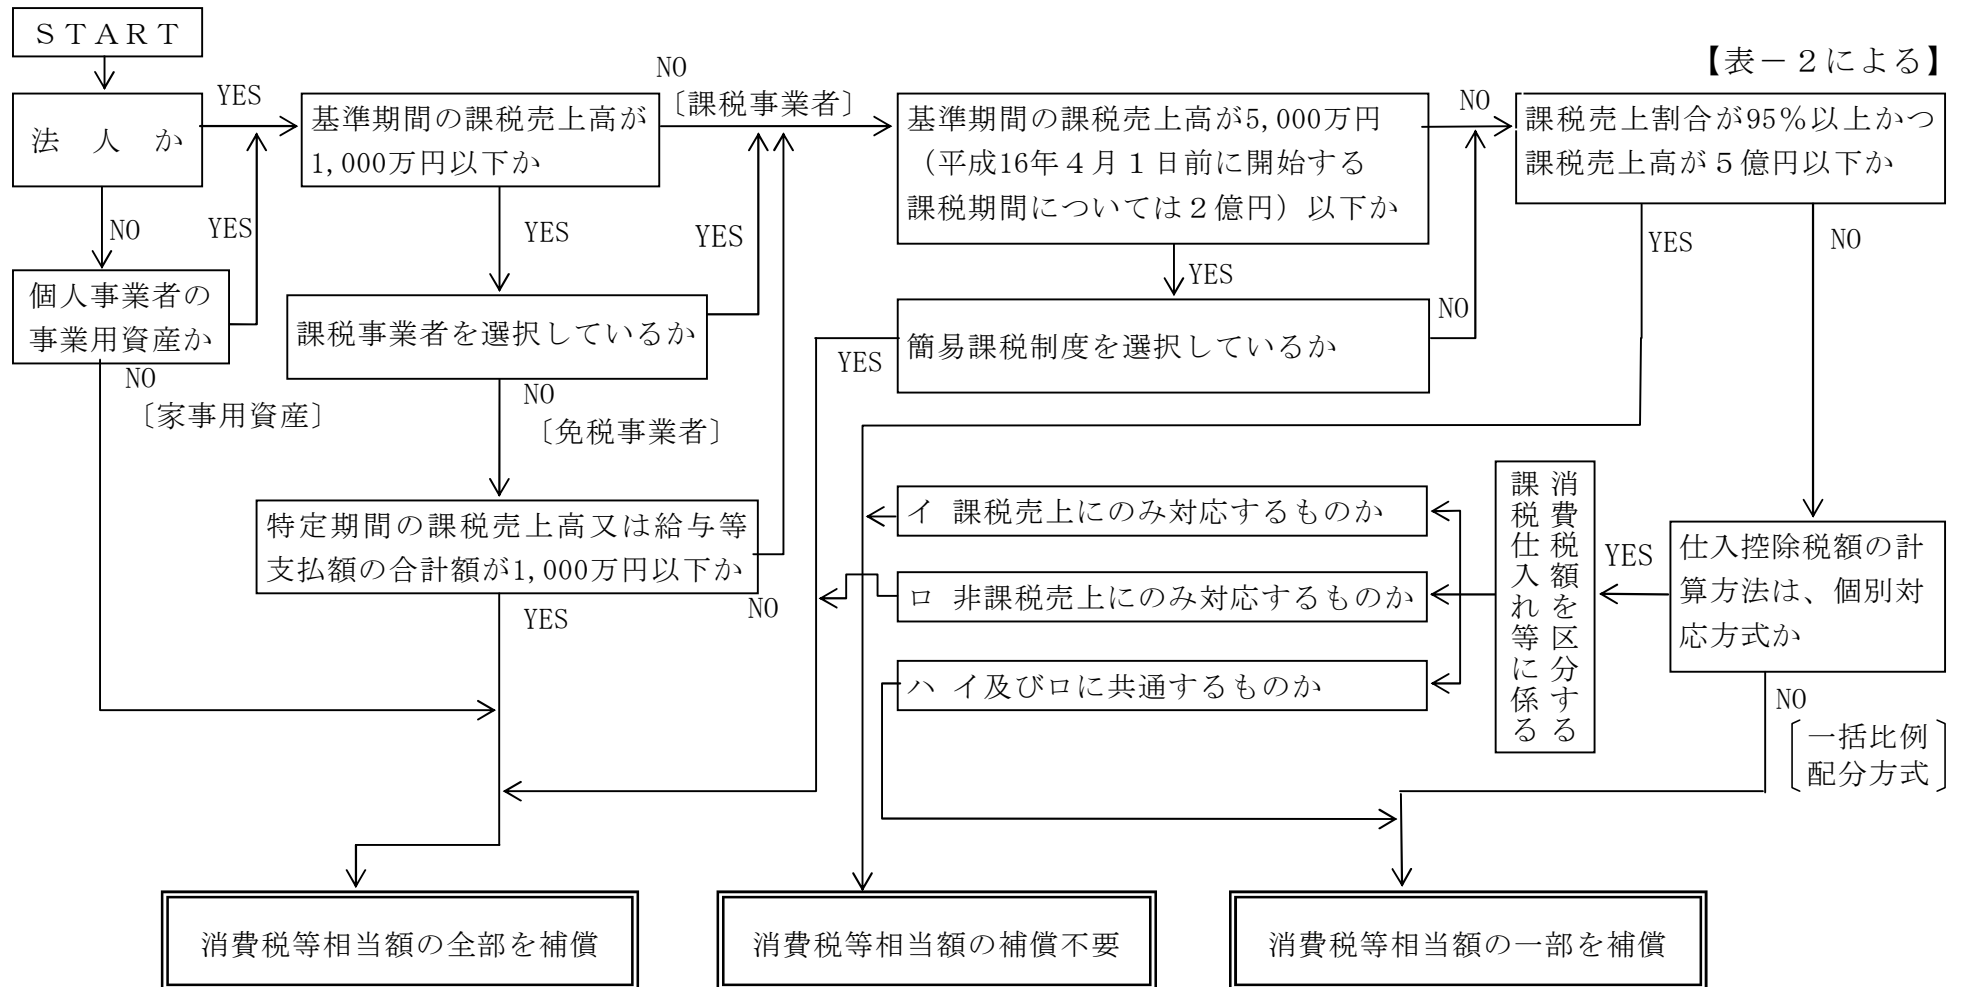 ＳＴＡＲＴ
【表－２による】
法　人　か
YES
NO
基準期間の課税売上高が
1,000万円以下か
NO
〔課税事業者〕
YES
基準期間の課税売上高が5,000万円
（平成16年４月１日前に開始する
課税期間については２億円）以下か
NO
YES
課税売上割合が95％以上かつ
課税売上高が５億円以下か
YES
NO
個人事業者の
事業用資産か
YES
NO
〔家事用資産〕
課税事業者を選択しているか
YES
NO
〔免税事業者〕
簡易課税制度を選択しているか
NO
YES
特定期間の課税売上高又は給与等
支払額の合計額が1,000万円以下か
NO
YES
イ 課税売上にのみ対応するものか
ロ 非課税売上にのみ対応するものか
ハ イ及びロに共通するものか
課税仕入れ等に係る
消費税額を区分する
仕入控除税額の計
算方法は、個別対
応方式か
YES
NO
一括比例
配分方式
消費税等相当額の全部を補償
消費税等相当額の補償不要
消費税等相当額の一部を補償